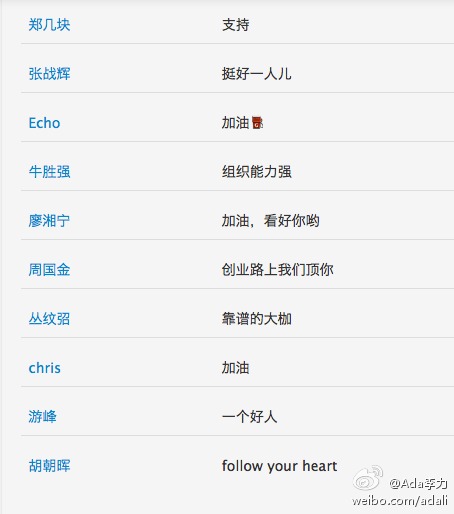 郑几块 支持
张战辉 挺好一人儿
Echo 加油
牛胜强 组织能力强
廖湘宁 加油，看好你哟
周国金 创业路上我们顶你
丛纹弨 靠谱的大枷
chris 加油
游峰 一个好人
胡朝晖 follow your heart
@Ada李力
weibo.com/adali